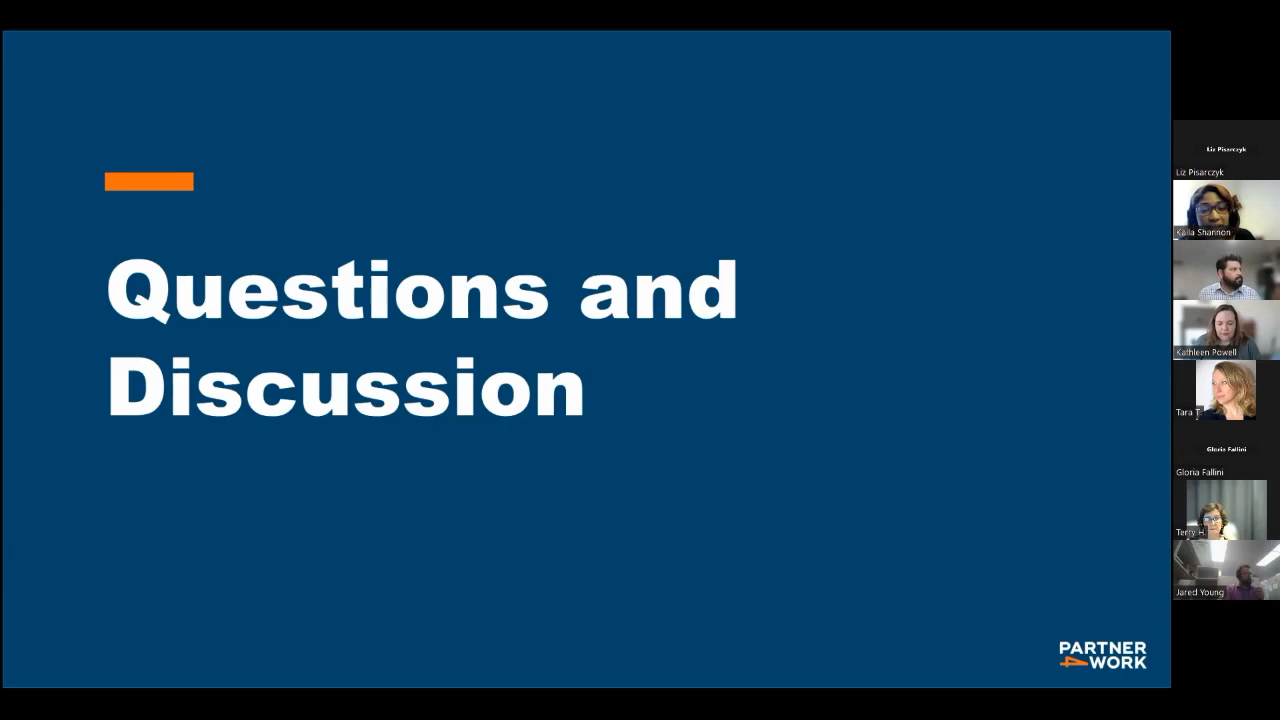 Questions and
Discussion
PARTNER
4WORK
Liz Pisarczyk
Liz Pisarczyk
Kaila Shannon
Kathleen Powell
Tara T.
Gloria Fallini
Gloria Fallini
Terry H.
Jared Young